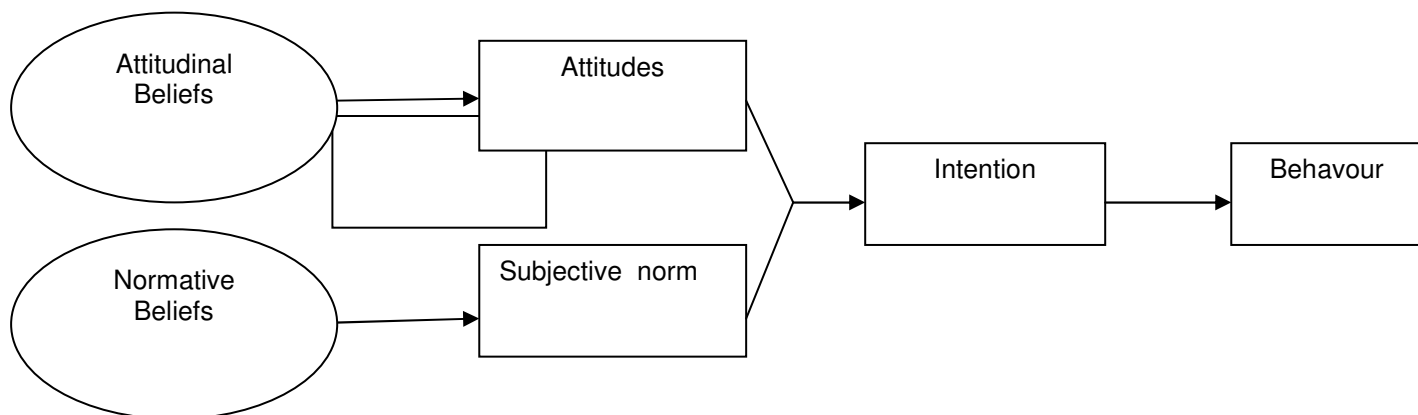 Attitudinal
Beliefs
Attitudes
Intention
Behavour
Normative
Beliefs
Subjective norm